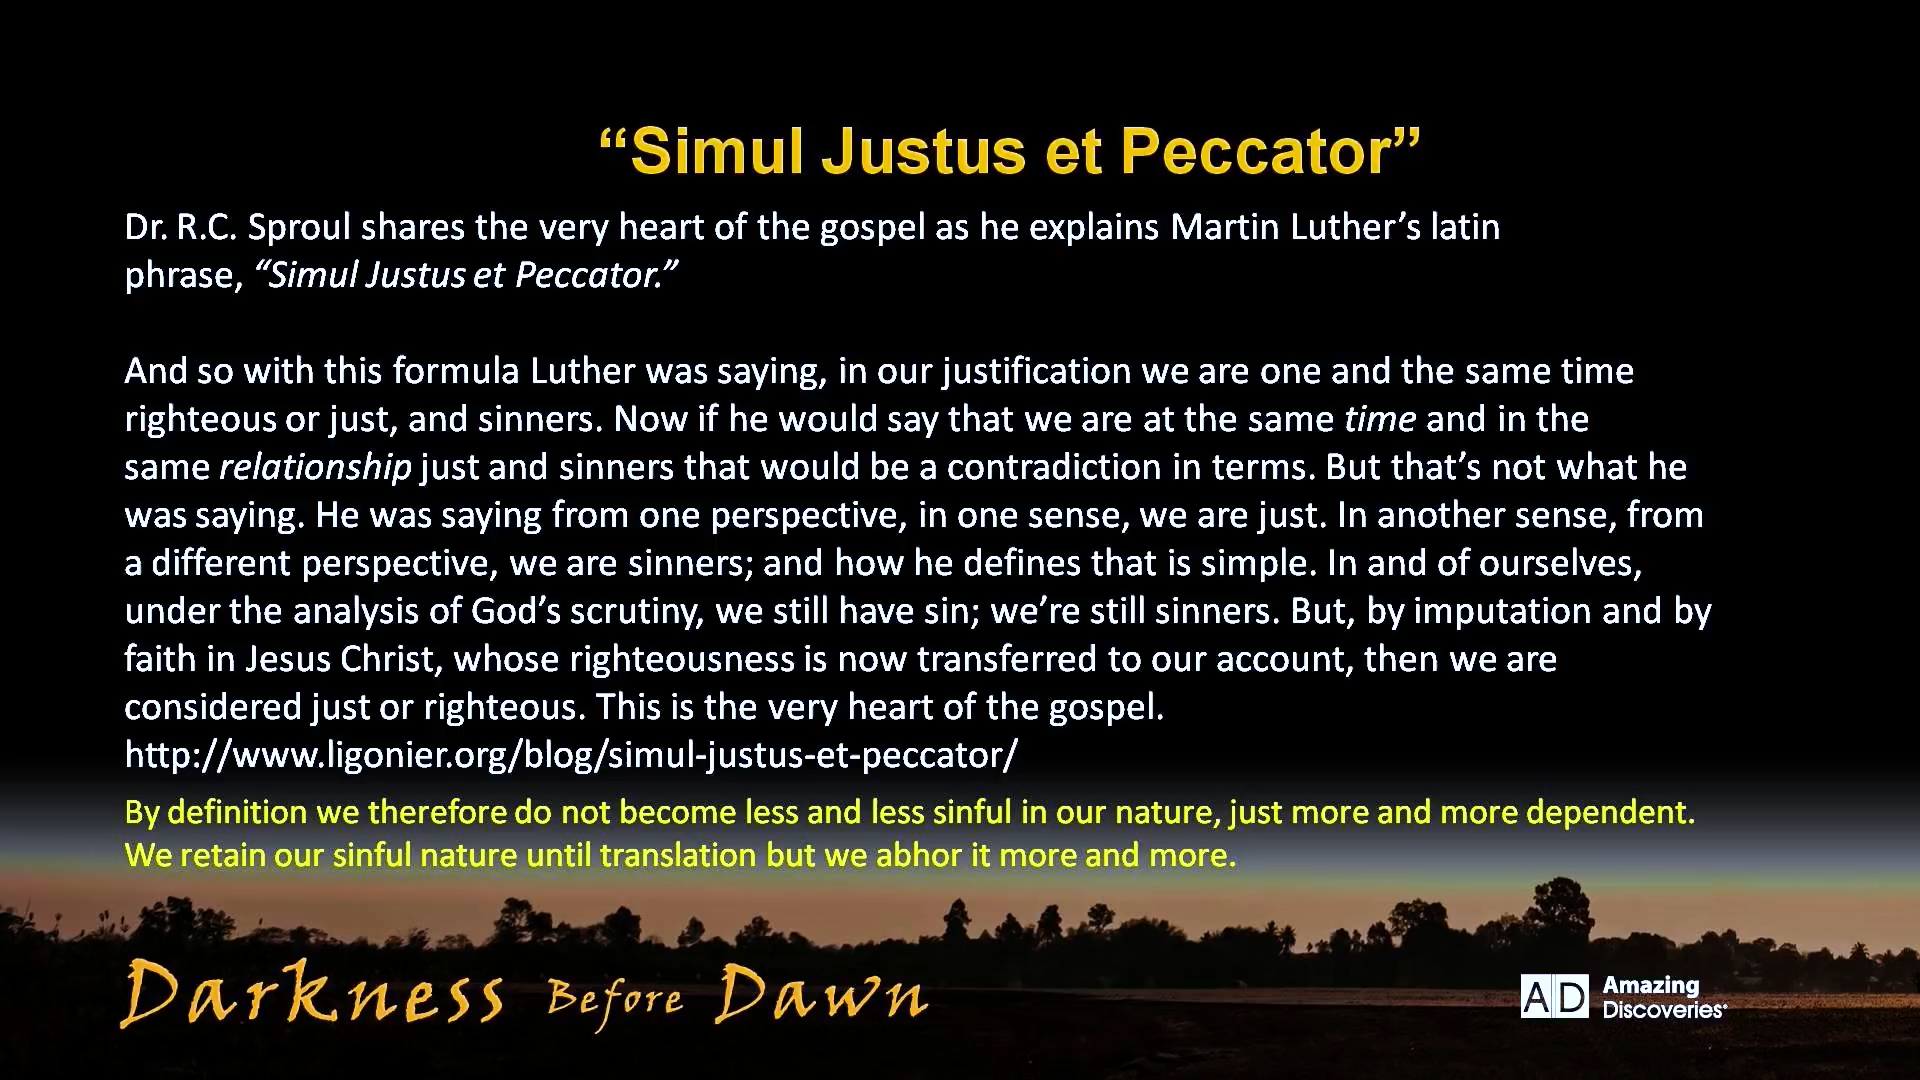 “Simul Justus et Peccator”
Dr. R.C. Sproul shares the very heart of the gospel as he explains Martin Luther’s latin
phrase, “Simul Justus et Peccator.”
And so with this formula Luther was saying, in our justification we are one and the same time
righteous or just, and sinners. Now if he would say that we are at the same time and in the
same relationship just and sinners that would be a contradiction in terms. But that’s not what he
was saying. He was saying from one perspective, in one sense, we are just. In another sense, from
a different perspective, we are sinners; and how he defines that is simple. In and of ourselves,
under the analysis of God’s scrutiny, we still have sin; we’re still sinners. But, by imputation and by
faith in Jesus Christ, whose righteousness is now transferred to our account, then we are
considered just or righteous. This is the very heart of the gospel.
http://www.ligonier.org/blog/simul-justus-et-peccator/
By definition we therefore do not become less and less sinful in our nature, just more and more dependent.
We retain our sinful nature until translation but we abhor it more and more.
Darkness Before Dawn
AD Amazing
Discoveries